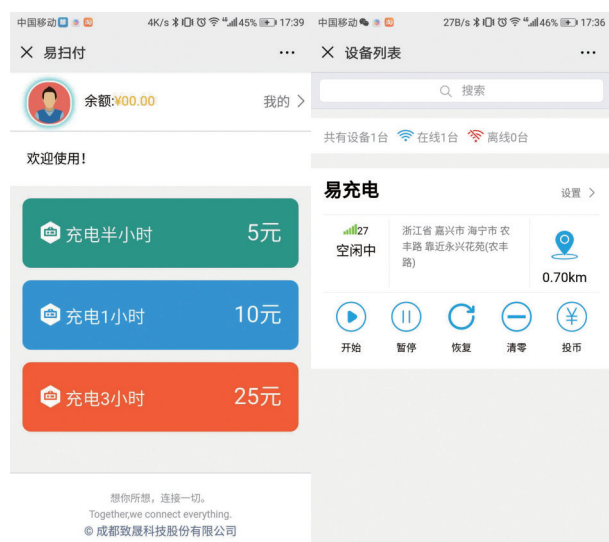 中国移动 4K/s 45% 17:39
易扫付
余额:¥00.00 我的
欢迎使用!
充电半小时 5元
充电1小时 10元
充电3小时 25元
想你所想，连接一切。
Together,we connect everything.
© 成都致晟科技股份有限公司
中国移动 27B/s 46% 17:36
设备列表
搜索
共有设备1台 在线1台 离线0台
易充电 设置
27
空闲中
浙江省 嘉兴市 海宁市 农
丰路 靠近永兴花苑(农丰
路)
0.70km
开始 暂停 恢复 清零 投币